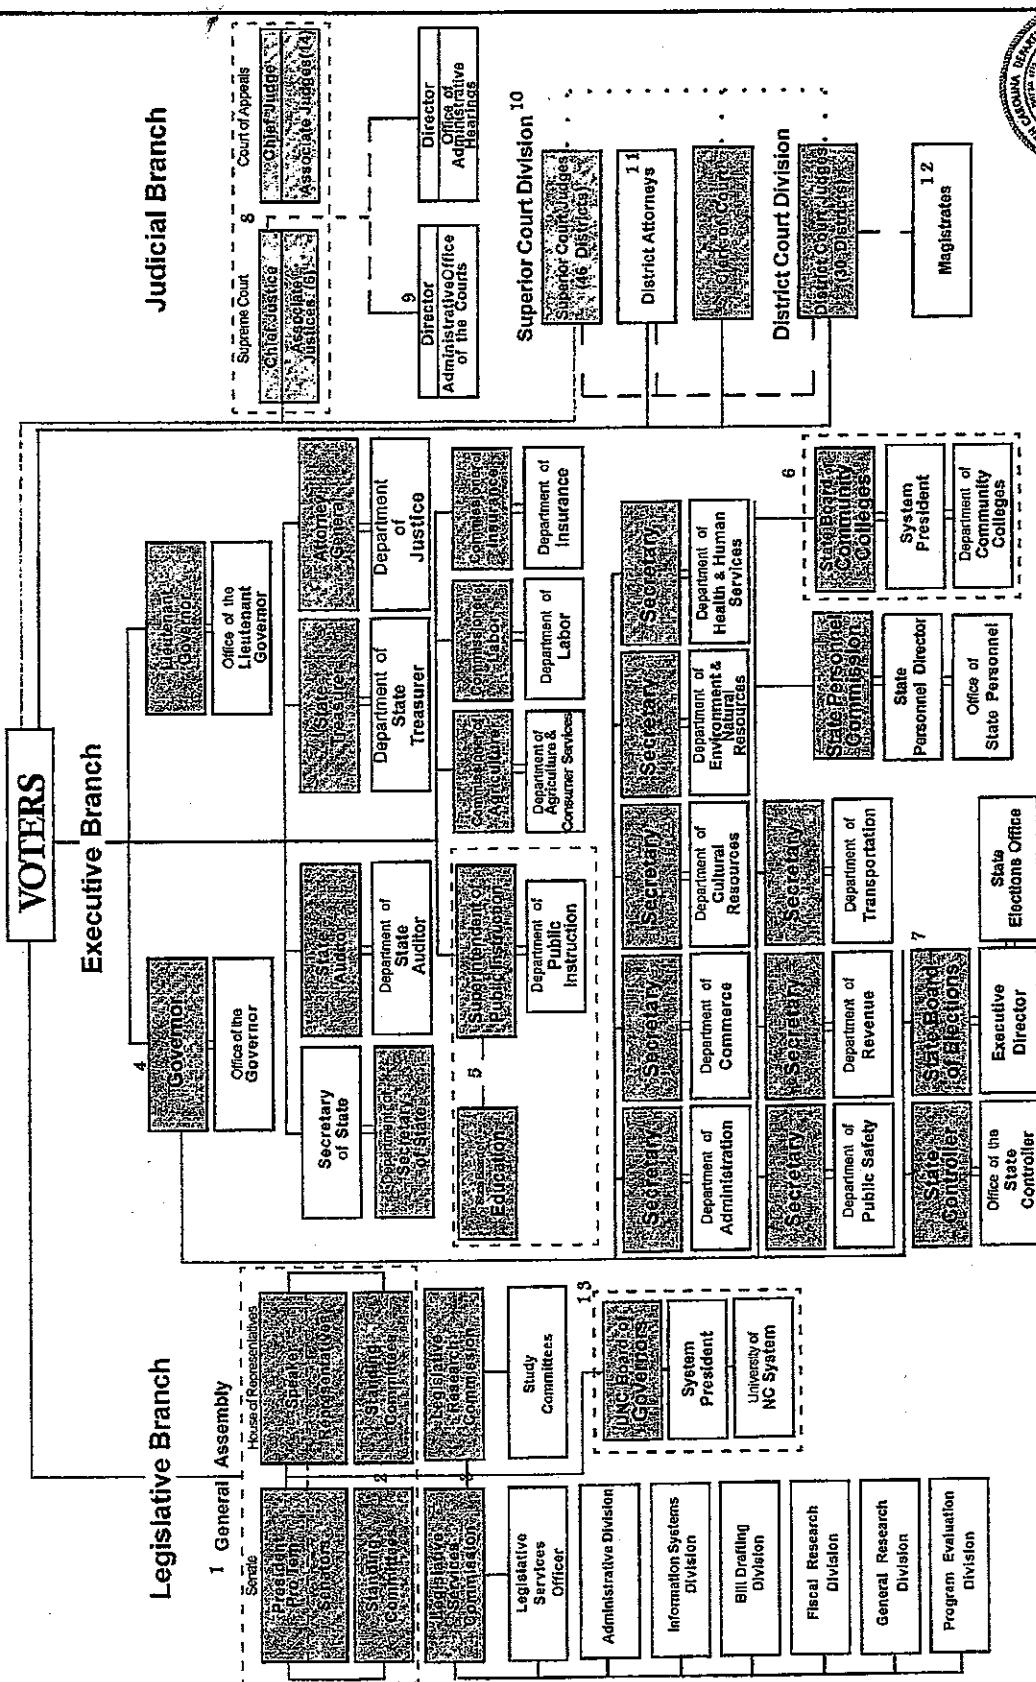 VOTERS
Legislative Branch
1
General Assembly
Senate
House of Representatives
President
Pro Tem
Senators
Speaker
Representatives
Standing
Committees
2
Standing
Committees
Legislative
Services
Commission
3
Legislative
Research
Commission
Legislative
Services
Officer
Study
Committees
Administrative Division
Information Systems
Division
Bill Drafting
Division
Fiscal Research
Division
General Research
Division
Program Evaluation
Division
13
UNC Board of
Governors
System
President
University of
NC System
Executive Branch
4
Governor
Office of the
Governor
Lieutenant
Governor
Office of the
Lieutenant
Governor
Secretary
of State
Department of
Secretary
of State
State
Auditor
Department of
State
Auditor
State
Treasurer
Department of
State
Treasurer
Attorney
General
Department
of
Justice
Education
5
Superintendent of
Public Instruction
Department of
Public
Instruction
Commissioner of
Agriculture
Department of
Agriculture &
Consumer Services
Commissioner of
Labor
Department of
Labor
Commissioner of
Insurance
Department of
Insurance
Secretary
Department of
Administration
Secretary
Department of
Commerce
Secretary
Department of
Cultural
Resources
Secretary
Department of
Environment &
Natural
Resources
Secretary
Department of
Health & Human
Services
Secretary
Department of
Public Safety
Secretary
Department of
Revenue
Secretary
Department of
Transportation
State Personnel
Commission
State
Personnel Director
Office of
State Personnel
6
State Board of
Community
Colleges
System
President
Department of
Community
Colleges
State
Controller
Office of the
State
Controller
7
State Board
of Elections
Executive
Director
State
Elections Office
Judicial Branch
Supreme Court
8
Court of Appeals
Chief Justice
Associate
Justices (6)
Chief Judge
Associate Judges (14)
9
Director
Administrative Office
of the Courts
Director
Office of
Administrative
Hearings
Superior Court Division 10
Superior Court Judges
(46 Districts)
11
District Attorneys
Clerk of Court
District Court Division
District Court Judges
(30 Districts)
12
Magistrates